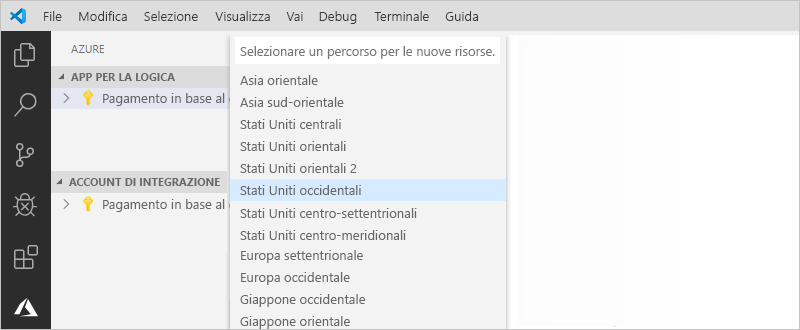 File Modifica Selezione Visualizza Vai Debug Terminale Guida
AZURE
APP PER LA LOGICA
Pagamento in base al
ACCOUNT DI INTEGRAZIONE
Pagamento in base al
Selezionare un percorso per le nuove risorse.
Asia orientale
Asia sud-orientale
Stati Uniti centrali
Stati Uniti orientali
Stati Uniti orientali 2
Stati Uniti occidentali
Stati Uniti centro-settentrionali
Stati Uniti centro-meridionali
Europa settentrionale
Europa occidentale
Giappone occidentale
Giappone orientale